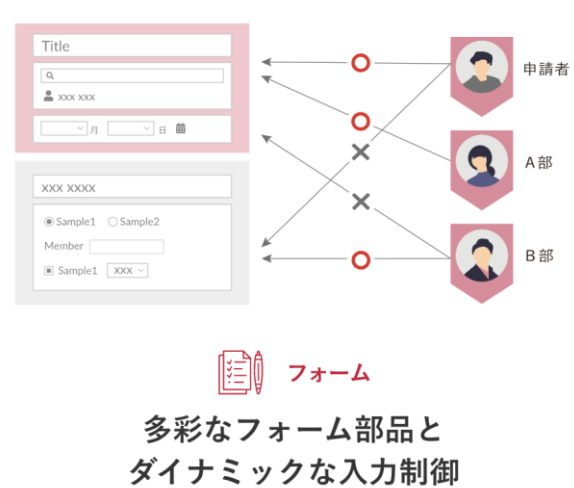 Title
xxx xxx
月 日
xxx xxxx
Sample1 Sample2
Member
Sample1 xxx
申請者
A部
B部
フォーム
多彩なフォーム部品と
ダイナミックな入力制御